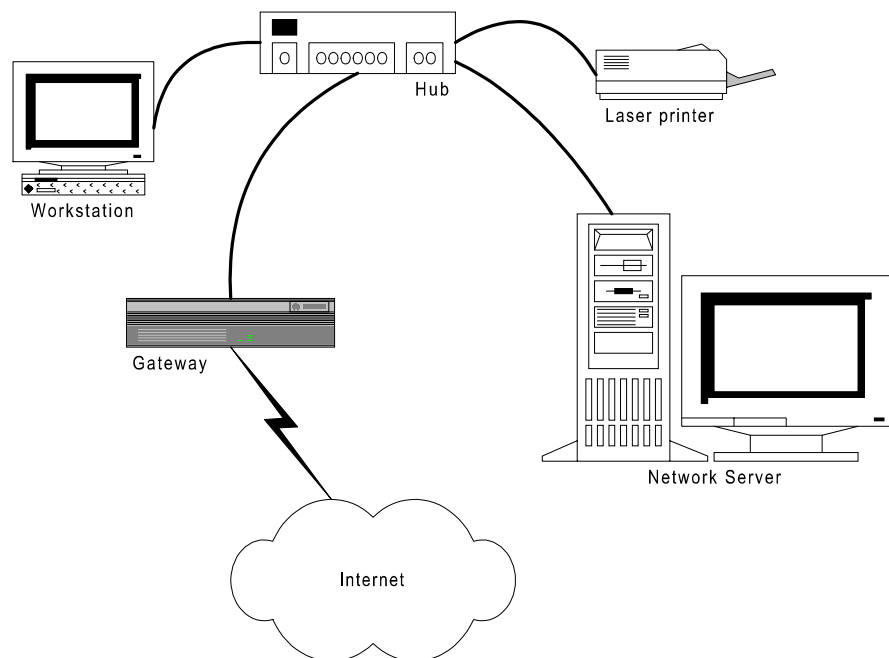 Hub
Laser printer
Workstation
Gateway
Network Server
Internet